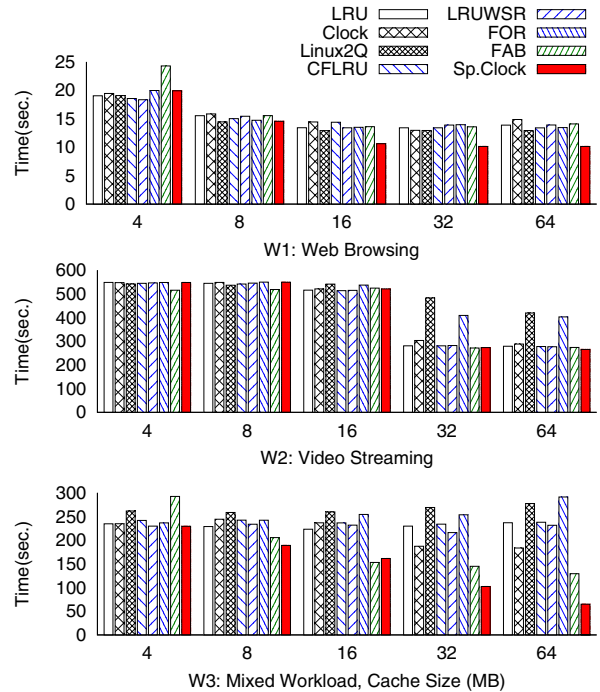 LRU LRUWSR
Clock FOR
Linux2Q FAB
CFLRU Sp.Clock
Time(sec.)
25
20
15
10
5
0
4 8 16 32 64
W1: Web Browsing
Time(sec.)
600
500
400
300
200
100
0
4 8 16 32 64
W2: Video Streaming
Time(sec.)
300
250
200
150
100
50
0
4 8 16 32 64
W3: Mixed Workload, Cache Size (MB)